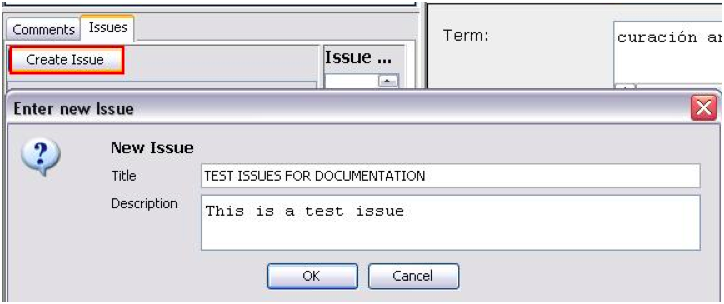 Comments Issues
Create Issue
Issue ...
Term:
curación
Enter new Issue
New Issue
Title
TEST ISSUES FOR DOCUMENTATION
Description
This is a test issue
OK Cancel